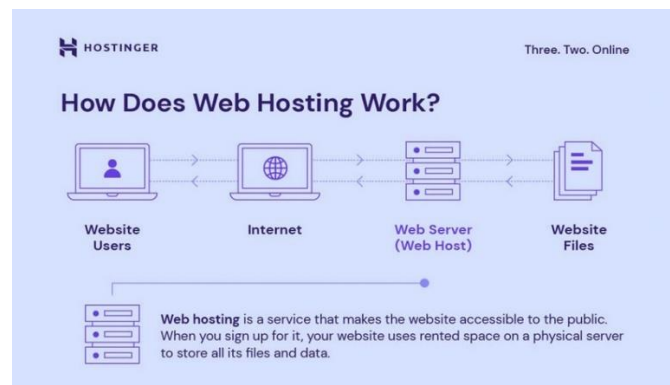 HOSTINGER
Three. Two. Online
How Does Web Hosting Work?
Website
Users
Internet
Web Server
(Web Host)
Website
Files
Web hosting is a service that makes the website accessible to the public.
When you sign up for it, your website uses rented space on a physical server
to store all its files and data.